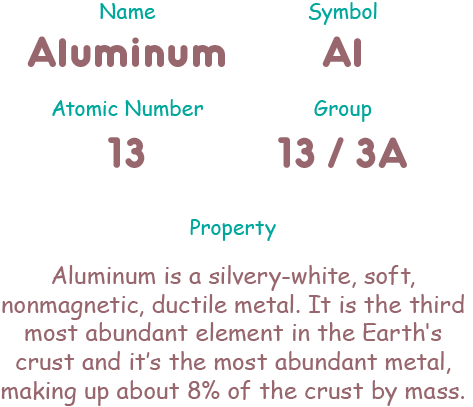 Name Symbol
Aluminum Al
Atomic Number Group
13 13 / 3A
Property
Aluminum is a silvery-white, soft,
nonmagnetic, ductile metal. It is the third
most abundant element in the Earth's
crust and it’s the most abundant metal,
making up about 8% of the crust by mass.